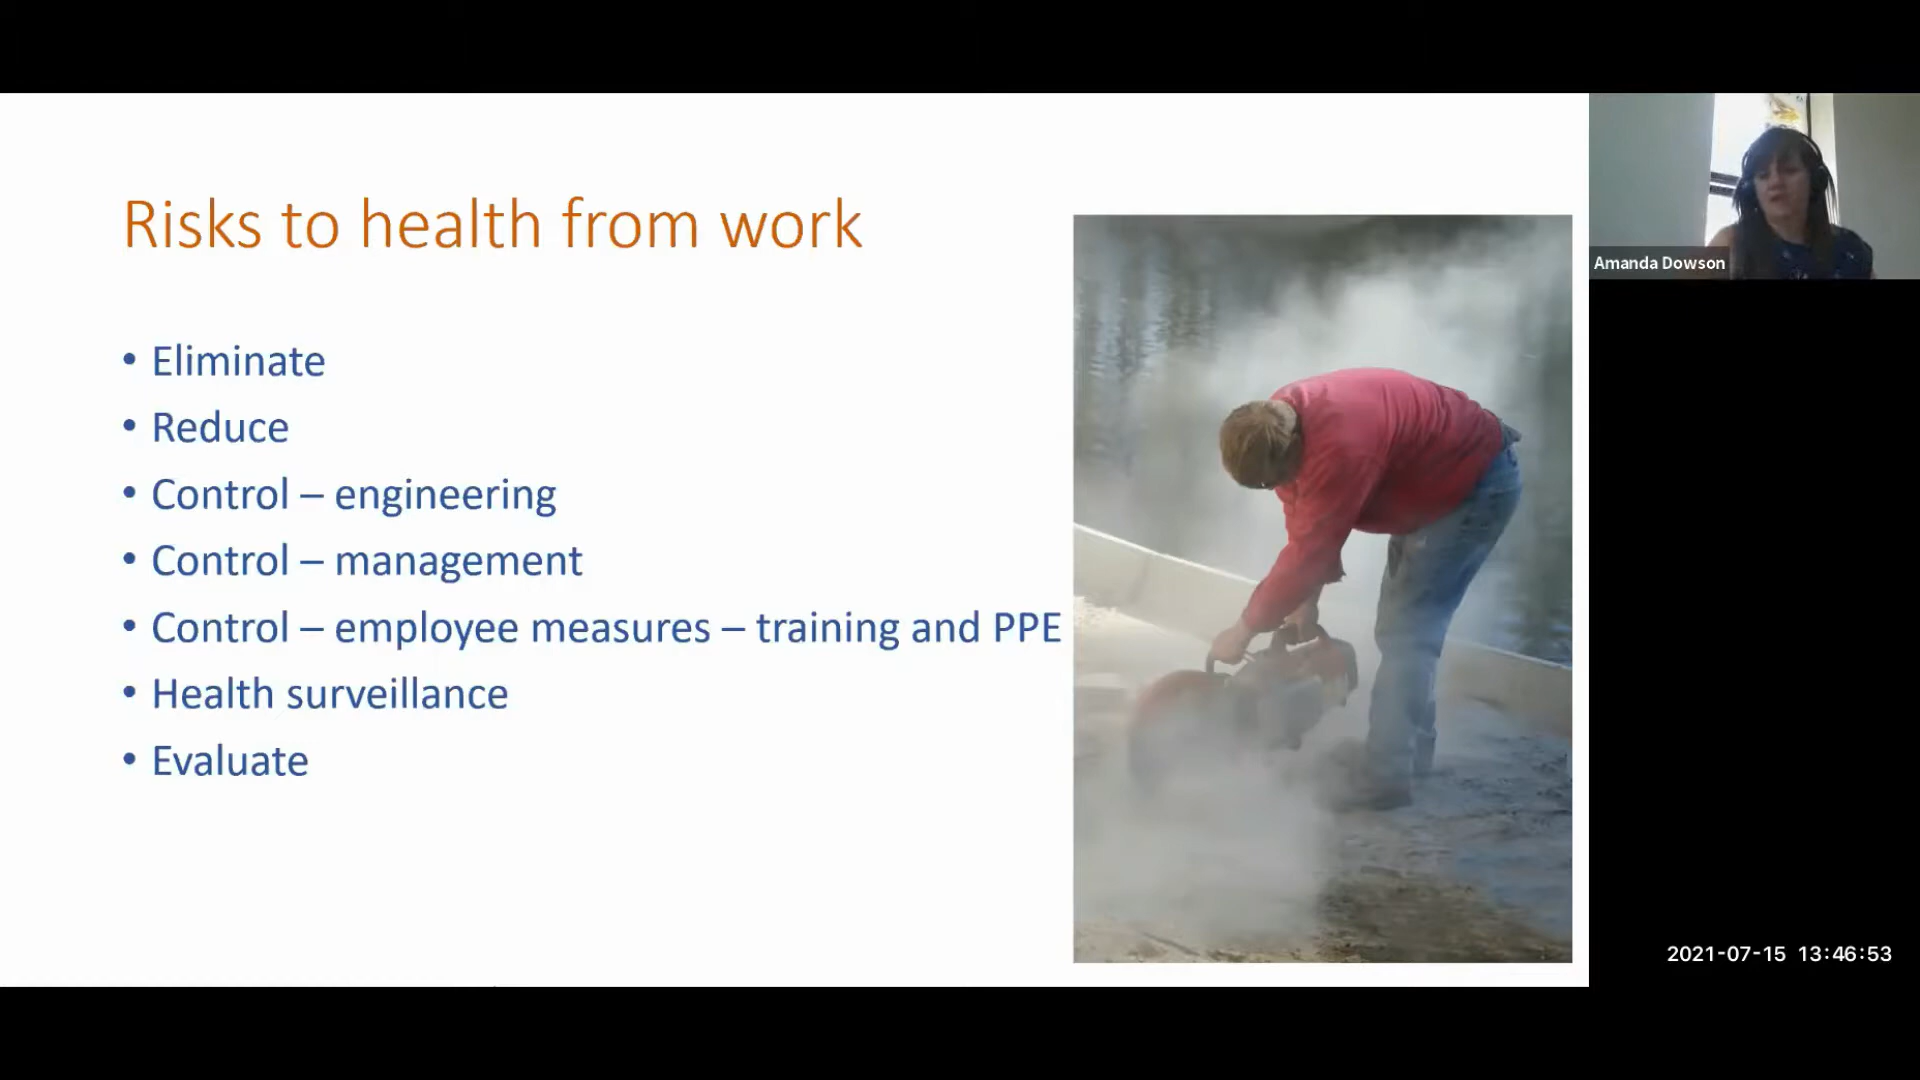 Risks to health from work
• Eliminate
• Reduce
• Control – engineering
• Control – management
• Control – employee measures – training and PPE
• Health surveillance
• Evaluate
Amanda Dowson
2021-07-15 13:46:53